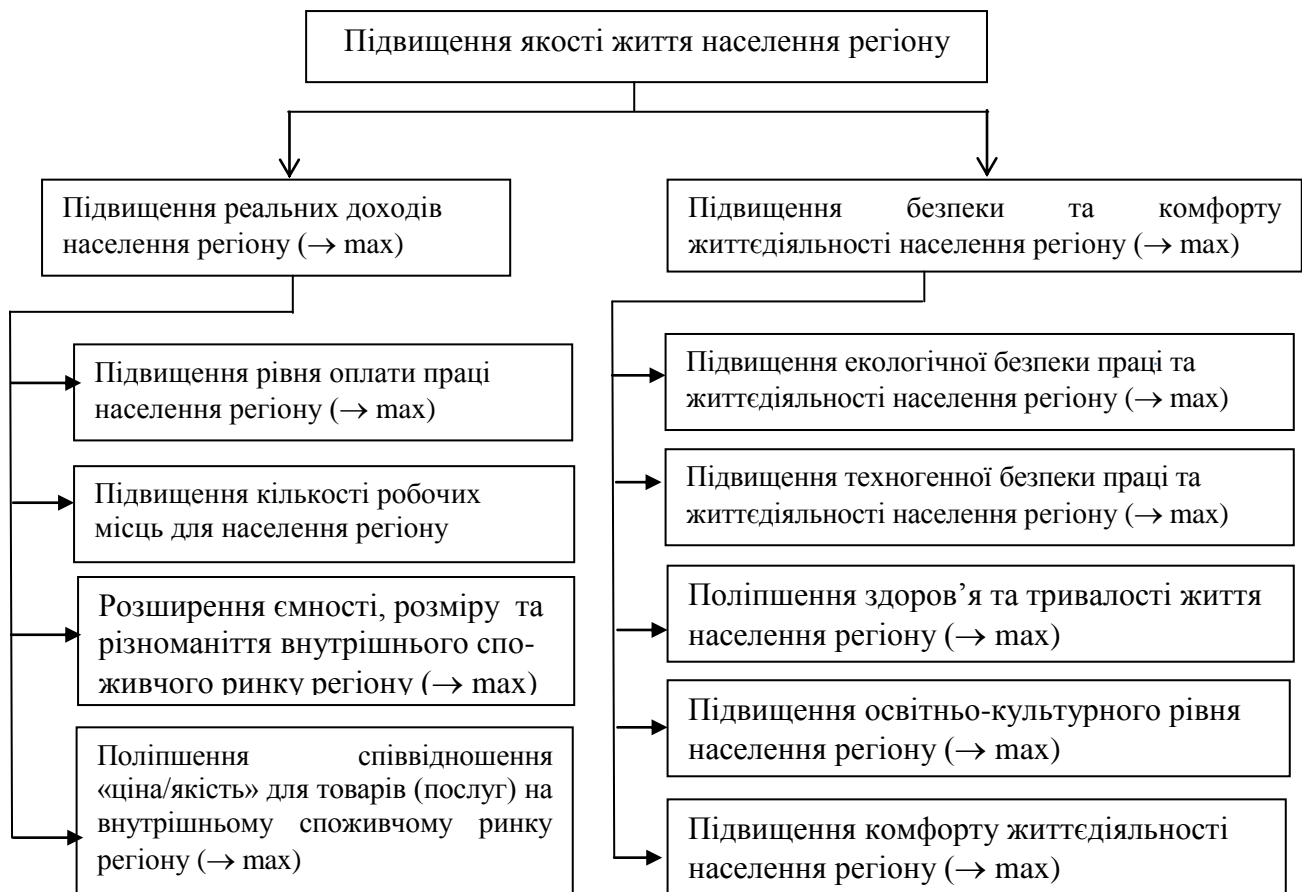 Підвищення якості життя населення регіону
Підвищення реальних доходів
населення регіону (→ max)
Підвищення безпеки та комфорту
життєдіяльності населення регіону (→ max)
Підвищення рівня оплати праці
населення регіону (→ max)
Підвищення кількості робочих
місць для населення регіону
Розширення ємності, розміру та
різноманіття внутрішнього спо-
живчого ринку регіону (→ max)
Поліпшення співвідношення
«ціна/якість» для товарів (послуг) на
внутрішньому споживчому ринку
регіону (→ max)
Підвищення екологічної безпеки праці та
життєдіяльності населення регіону (→ max)
Підвищення техногенної безпеки праці та
життєдіяльності населення регіону (→ max)
Поліпшення здоров’я та тривалості життя
населення регіону (→ max)
Підвищення освітньо-культурного рівня
населення регіону (→ max)
Підвищення комфорту життєдіяльності
населення регіону (→ max)